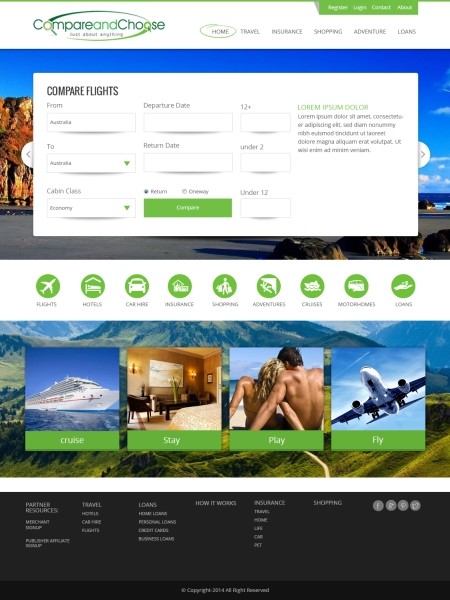 Register Login Contact About
CompareandChoose
Just about anything
HOME TRAVEL INSURANCE SHOPPING ADVENTURE LOANS
COMPARE FLIGHTS
From Departure Date 12+
Australia
LOREM IPSUM DOLOR
Lorem ipsum dolor sit amet, consectetu
er adipiscing elit, sed diam nonummy
nibh euismod tincidunt ut laoreet
dolore magna aliquam erat volutpat. Ut
wisi enim ad minim veniam.
To Return Date under 2
Australia
Cabin Class Return Oneway Under 12
Economy Compare
FLIGHTS HOTELS CAR HIRE INSURANCE SHOPPING ADVENTURES CRUISES MOTORHOMES LOANS
cruise Stay Play Fly
PARTNER
RESOURCES:
MERCHANT
SIGNUP
PUBLISHER AFFILIATE
SIGNUP
TRAVEL
HOTELS
CAR HIRE
FLIGHTS
LOANS
HOME LOANS
PERSONAL LOANS
CREDIT CARDS
BUSINESS LOANS
HOW IT WORKS
INSURANCE
TRAVEL
HOME
LIFE
CAR
PET
SHOPPING
© Copyright-2014 All Right Reserved